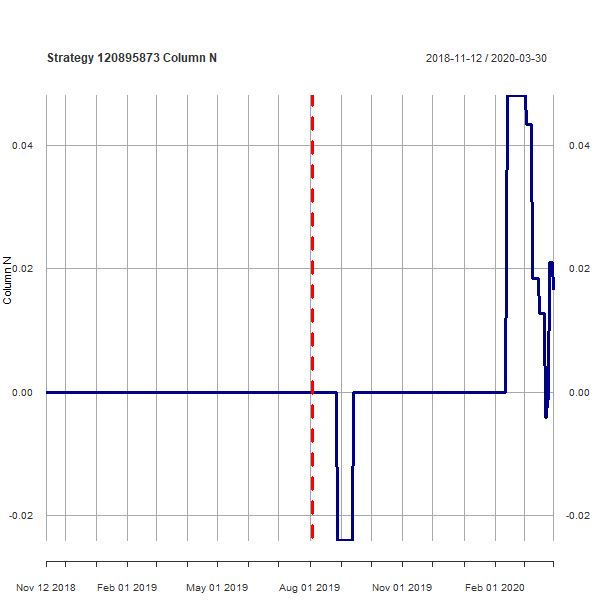 Strategy 120895873 Column N
2018-11-12 / 2020-03-30
0.04
0.04
0.02
0.02
Column N
0.00
0.00
-0.02
-0.02
Nov 12 2018
Feb 01 2019
May 01 2019
Aug 01 2019
Nov 01 2019
Feb 01 2020